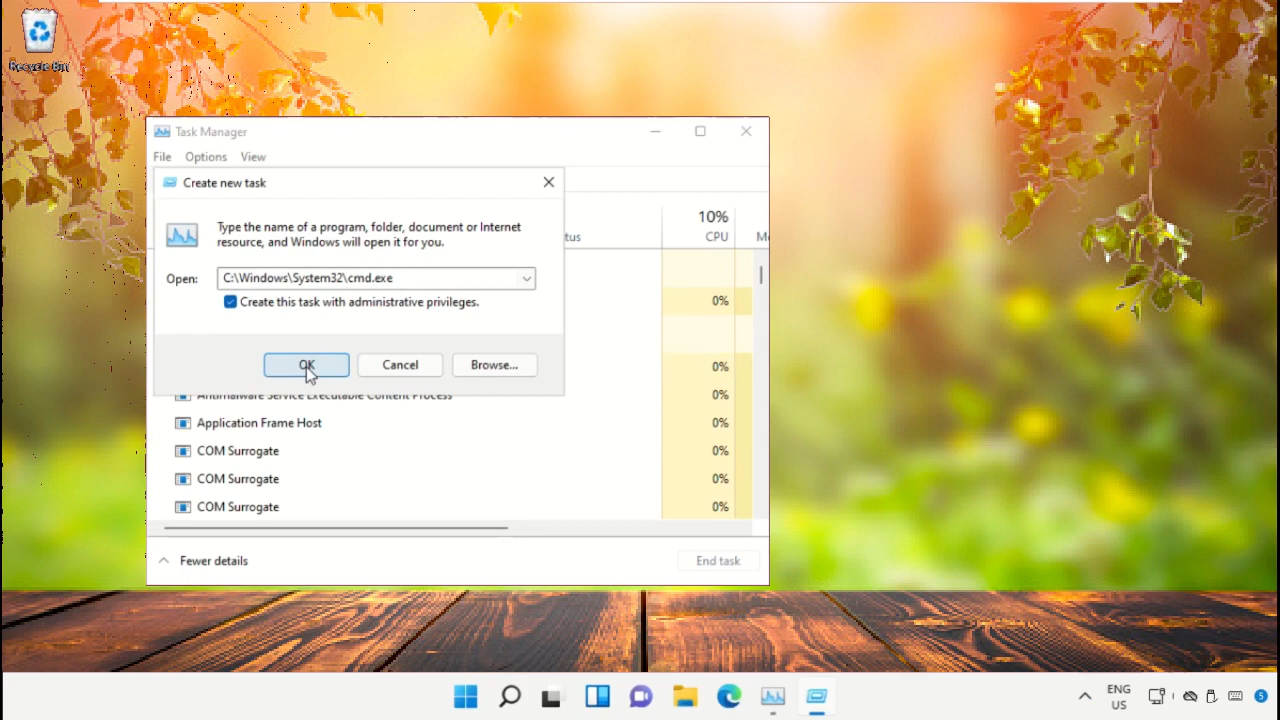 Recycle Bin
Task Manager
File Options View
Create new task
Type the name of a program, folder, document or Internet
resource, and Windows will open it for you.
Open: C:\Windows\System32\cmd.exe
Create this task with administrative privileges.
OK Cancel Browse...
10%
tus CPU Me
0%
0%
Antimalware Service Executable Content Process 0%
Application Frame Host 0%
COM Surrogate 0%
COM Surrogate 0%
COM Surrogate 0%
Fewer details End task
ENG
US
5